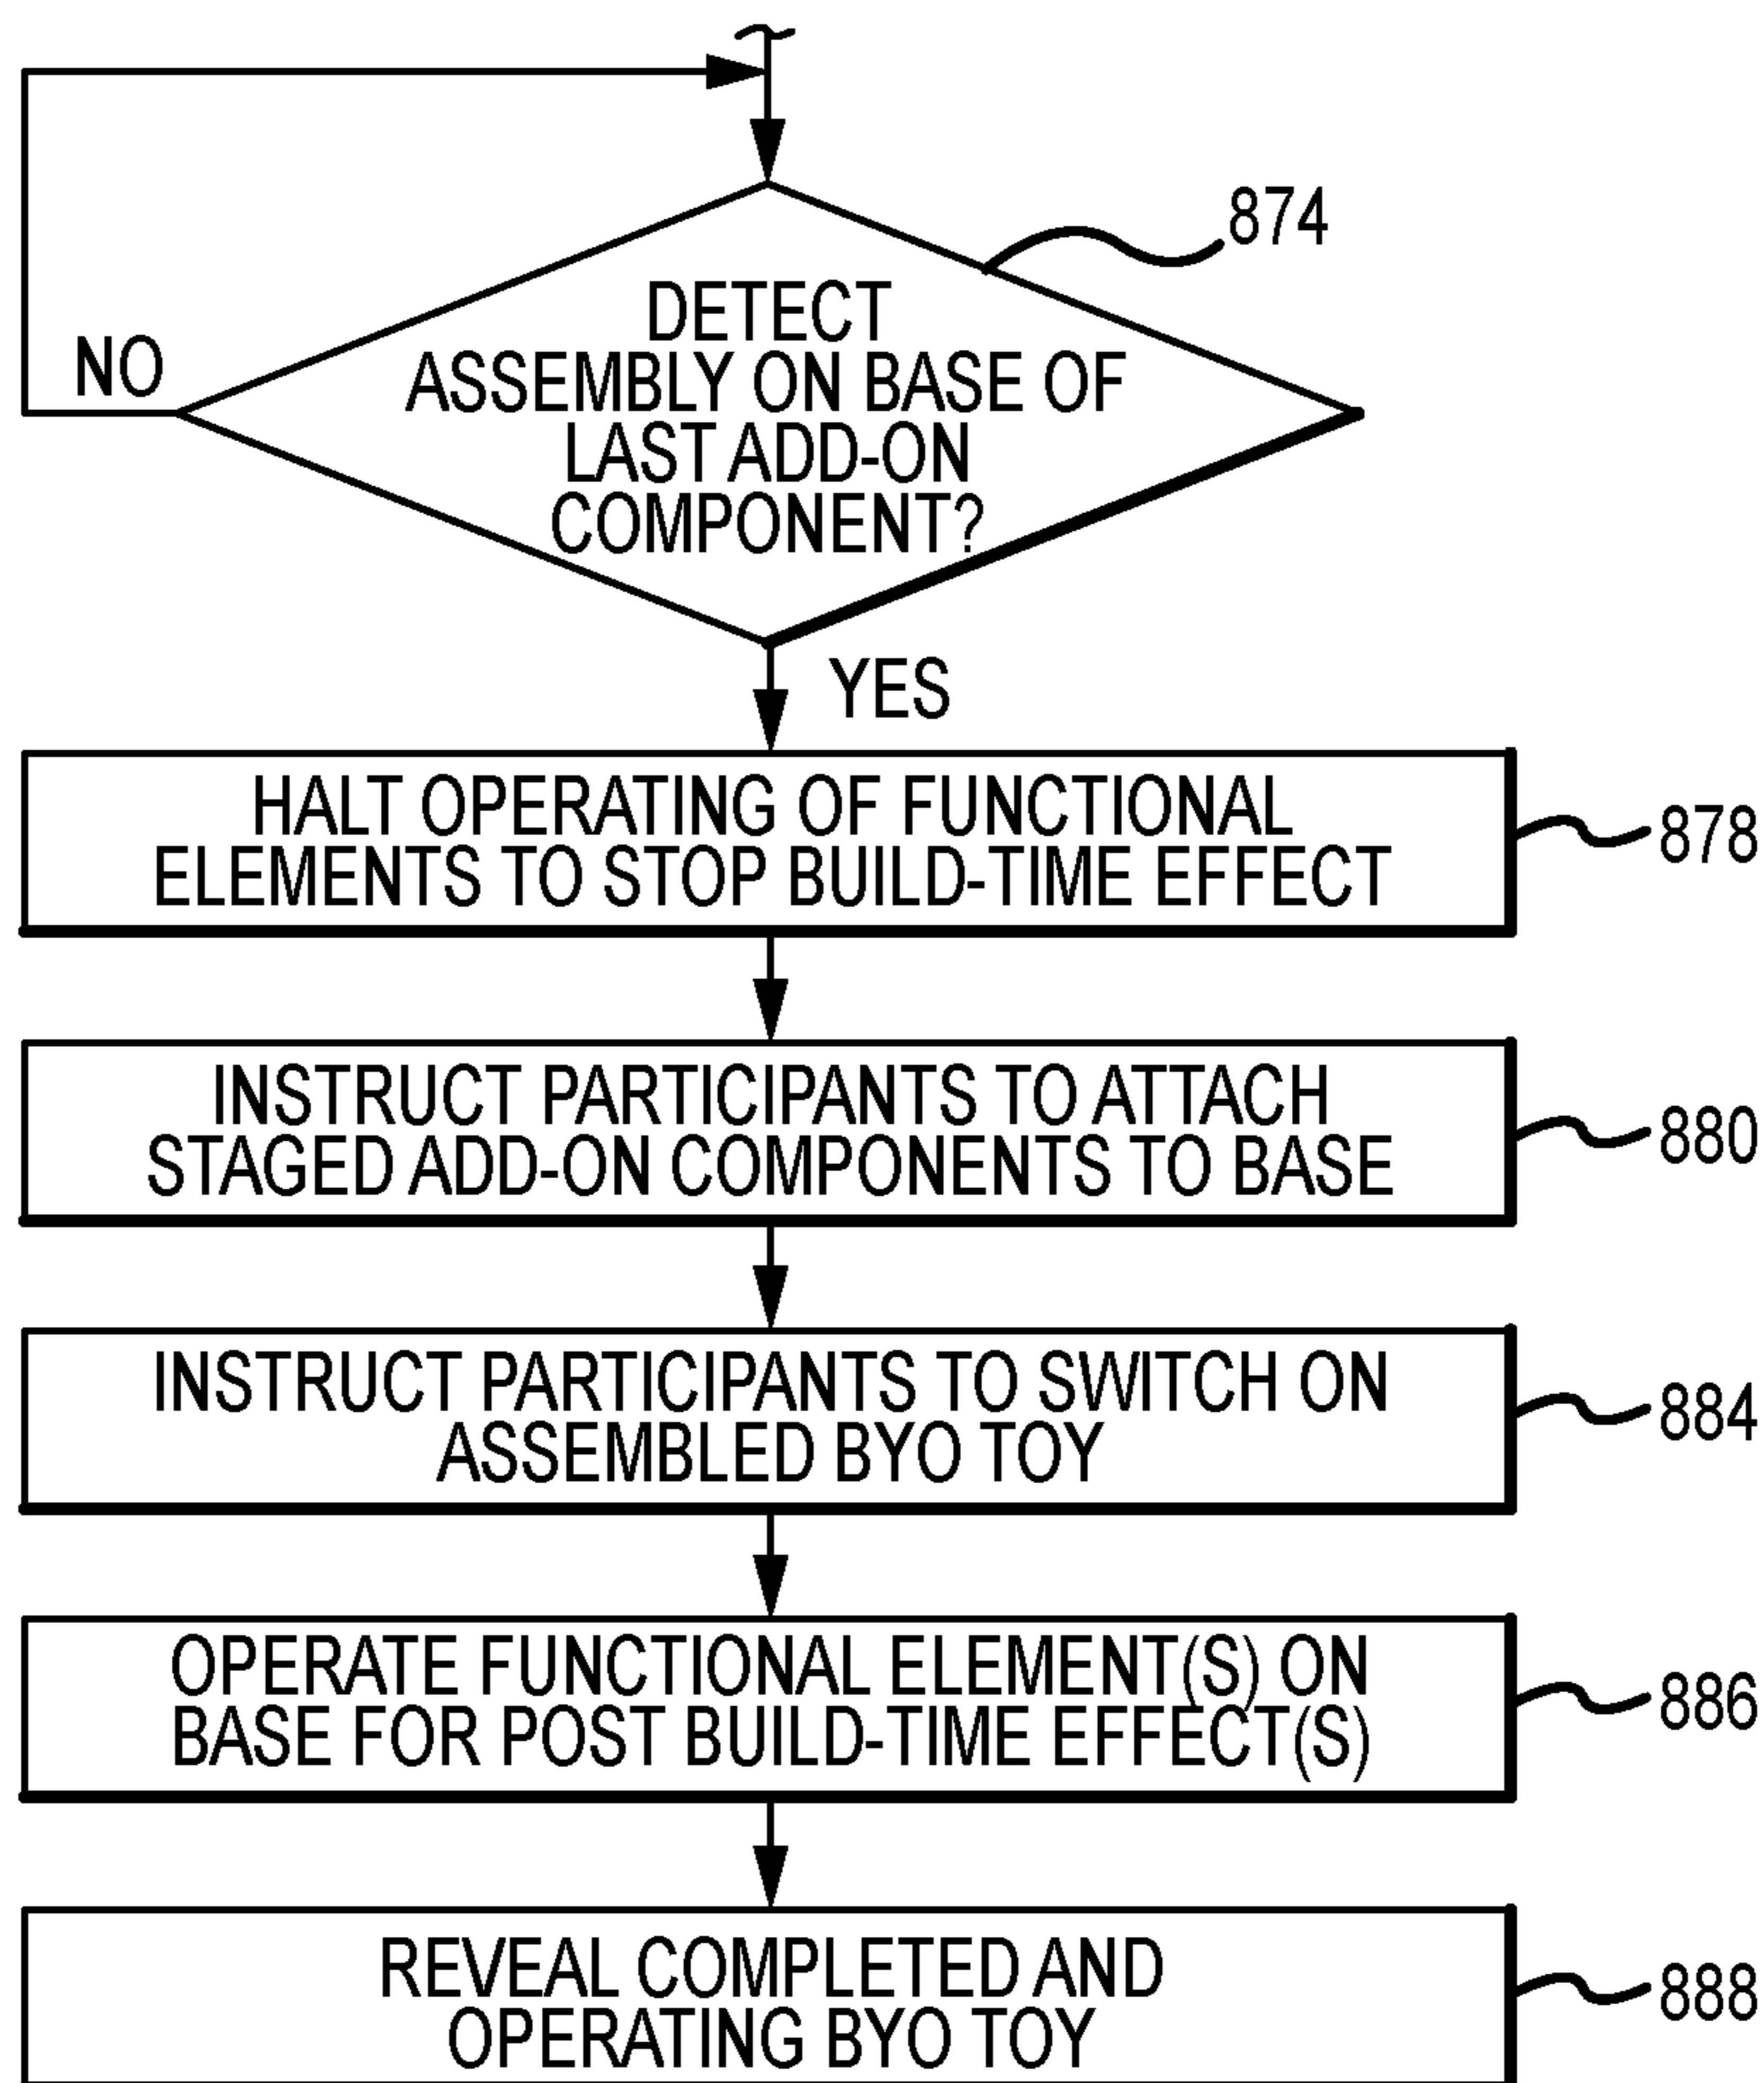 874
DETECT
ASSEMBLY ON BASE OF
LAST ADD-ON
COMPONENT?
NO
YES
HALT OPERATING OF FUNCTIONAL
ELEMENTS TO STOP BUILD-TIME EFFECT
878
INSTRUCT PARTICIPANTS TO ATTACH
STAGED ADD-ON COMPONENTS TO BASE
880
INSTRUCT PARTICIPANTS TO SWITCH ON
ASSEMBLED BYO TOY
884
OPERATE FUNCTIONAL ELEMENT(S) ON
BASE FOR POST BUILD-TIME EFFECT(S)
886
REVEAL COMPLETED AND
OPERATING BYO TOY
888